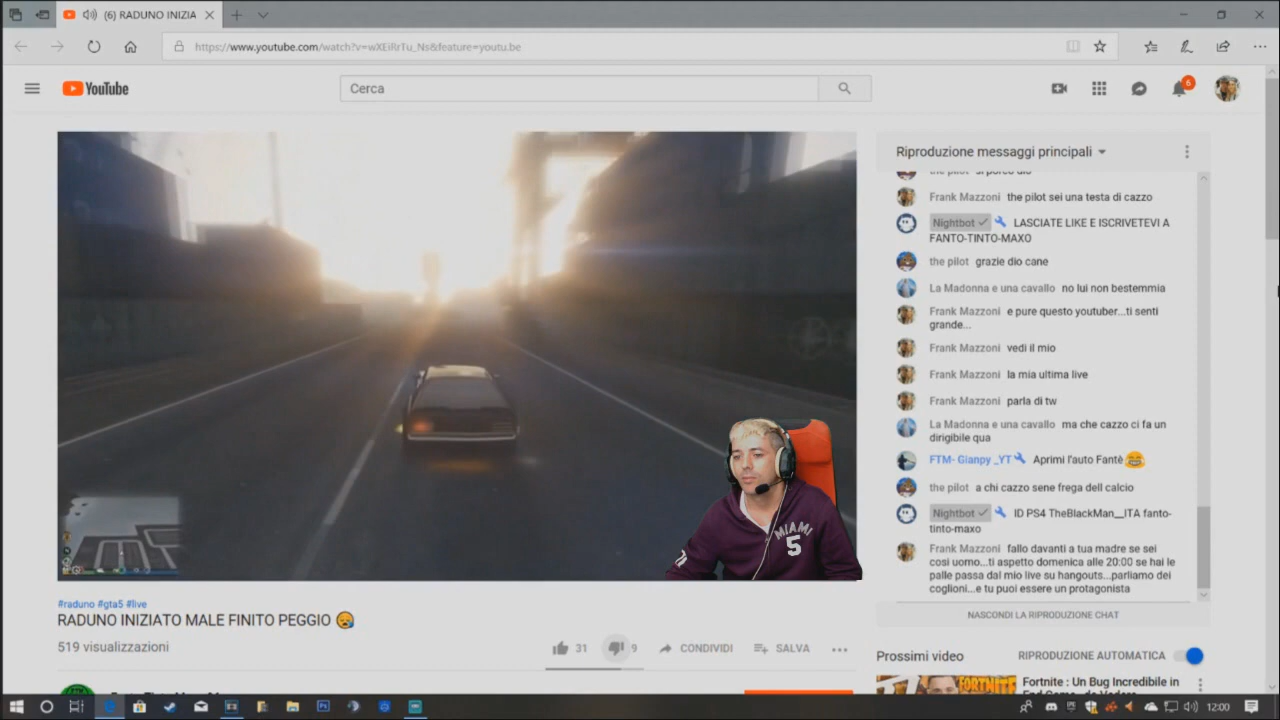 (6) RADUNO INIZIA
https://www.youtube.com/watch?v=wXEiRrTu_Ns&feature=youtu.be
YouTube
Cerca
6
Riproduzione messaggi principali
the pilot si porco dio
Frank Mazzoni the pilot sei una testa di cazzo
Nightbot LASCIATE LIKE E ISCRIVETEVI A
FANTO-TINTO-MAXO
the pilot grazie dio cane
La Madonna e una cavallo no lui non bestemmia
Frank Mazzoni e pure questo youtuber...ti senti
grande...
Frank Mazzoni vedi il mio
Frank Mazzoni la mia ultima live
Frank Mazzoni parla di tw
La Madonna e una cavallo ma che cazzo ci fa un
dirigibile qua
FTM- Gianpy _YT Aprimi l'auto Fantè😂
the pilot a chi cazzo sene frega dell calcio
Nightbot ID PS4 TheBlackMan__ITA fanto-
tinto-maxo
Frank Mazzoni fallo davanti a tua madre se sei
cosi uomo...ti aspetto domenica alle 20:00 se hai le
palle passa dal mio live su hangouts...parliamo dei
coglioni...e tu puoi essere un protagonista
NASCONDI LA RIPRODUZIONE CHAT
MIAMI
5
#raduno #gta5 #live
RADUNO INIZIATO MALE FINITO PEGGIO 😪
519 visualizzazioni
31
9
CONDIVIDI
SALVA
Prossimi video
RIPRODUZIONE AUTOMATICA
FORTNITE
Fortnite : Un Bug Incredibile in
12:00